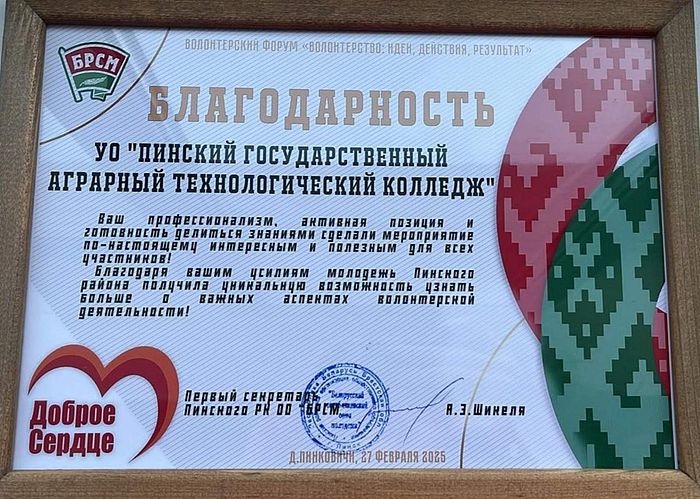 ВОЛОНТЕРСКИЙ ФОРУМ «ВОЛОНТЕРСТВО: ИДЕИ, ДЕЙСТВИЯ, РЕЗУЛЬТАТ»
БРСМ
БЛАГОДАРНОСТЬ
УО "ПИНСКИЙ ГОСУДАРСТВЕННЫЙ
АГРАРНЫЙ ТЕХНОЛОГИЧЕСКИЙ КОЛЛЕДЖ"
Ваш профессионализм, активная позиция и
готовность делиться знаниями сделали мероприятие
по-настоящему интересным и полезным для всех
участников!
Благодаря вашим усилиям молодежь Пинского
района получила уникальную возможность узнать
больше о важных аспектах волонтерской
деятельности!
Доброе
Сердце
Первый секретарь
Пинского РК ОО "БРСМ"
А.З.Шикеля
Д.ПИНКОВИЧИ, 27 ФЕВРАЛЯ 2025